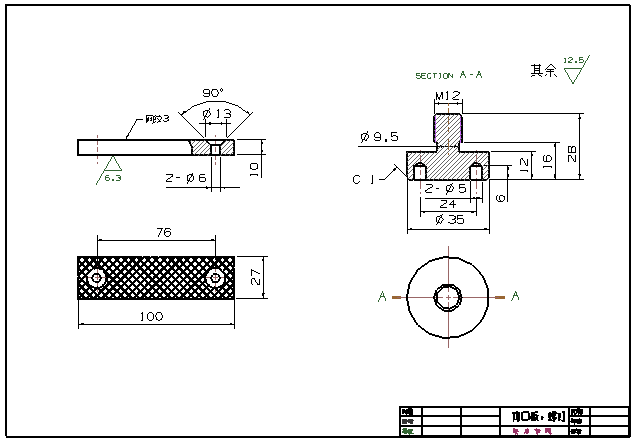 SECTION A-A
其余 12.5
90°
Ø13
网纹3
2-Ø6
10
6.3
M12
Ø9.5
C 1
2-Ø5
24
Ø35
6
12
16
28
76
27
100
A
A